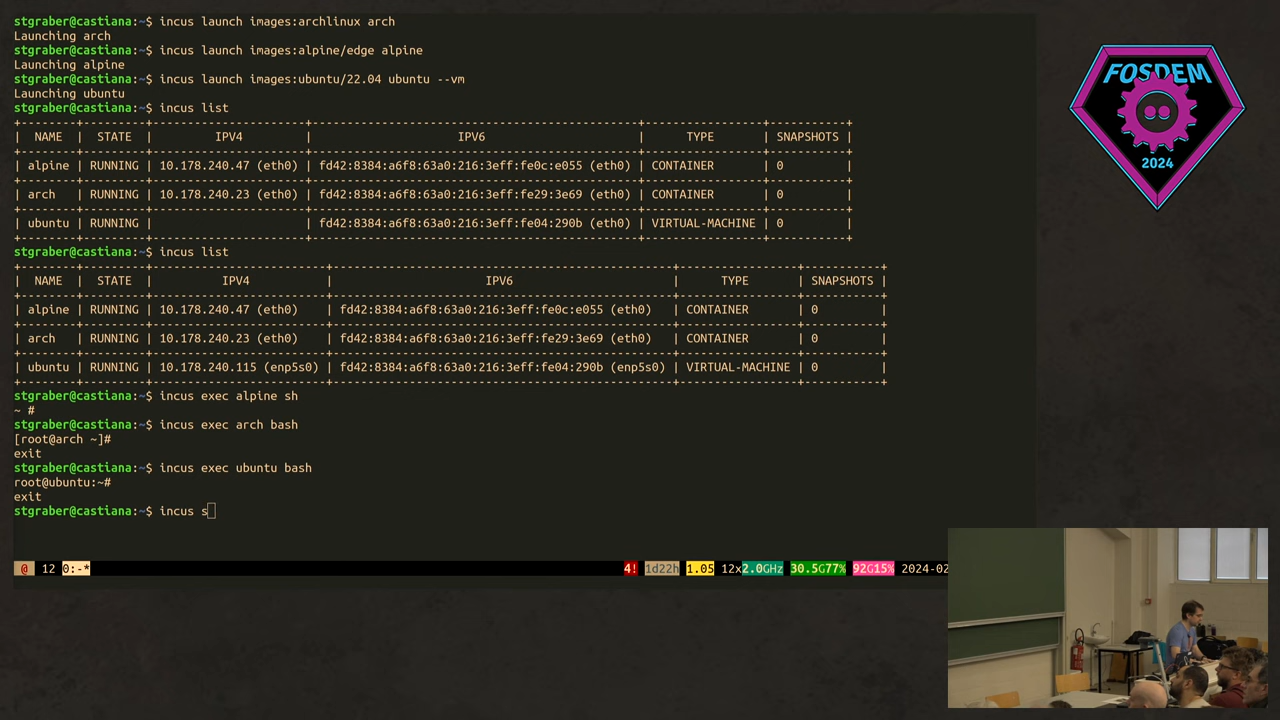 stgraber@castiana:~$ incus launch images:archlinux arch
Launching arch
stgraber@castiana:~$ incus launch images:alpine/edge alpine
Launching alpine
stgraber@castiana:~$ incus launch images:ubuntu/22.04 ubuntu --vm
Launching ubuntu
stgraber@castiana:~$ incus list
| NAME | STATE | IPV4 | IPV6 | TYPE | SNAPSHOTS |
| alpine | RUNNING | 10.178.240.47 (eth0) | fd42:8384:a6f8:63a0:216:3eff:fe0c:e055 (eth0) | CONTAINER | 0 |
| arch | RUNNING | 10.178.240.23 (eth0) | fd42:8384:a6f8:63a0:216:3eff:fe29:3e69 (eth0) | CONTAINER | 0 |
| ubuntu | RUNNING | | fd42:8384:a6f8:63a0:216:3eff:fe04:290b (eth0) | VIRTUAL-MACHINE | 0 |
stgraber@castiana:~$ incus list
| NAME | STATE | IPV4 | IPV6 | TYPE | SNAPSHOTS |
| alpine | RUNNING | 10.178.240.47 (eth0) | fd42:8384:a6f8:63a0:216:3eff:fe0c:e055 (eth0) | CONTAINER | 0 |
| arch | RUNNING | 10.178.240.23 (eth0) | fd42:8384:a6f8:63a0:216:3eff:fe29:3e69 (eth0) | CONTAINER | 0 |
| ubuntu | RUNNING | 10.178.240.115 (enp5s0) | fd42:8384:a6f8:63a0:216:3eff:fe04:290b (enp5s0) | VIRTUAL-MACHINE | 0 |
stgraber@castiana:~$ incus exec alpine sh
~ #
stgraber@castiana:~$ incus exec arch bash
[root@arch ~]#
exit
stgraber@castiana:~$ incus exec ubuntu bash
root@ubuntu:~#
exit
stgraber@castiana:~$ incus s
@ 12 0:-* 4! 1d22h 1.05 12x2.0GHz 30.5G77% 92G15% 2024-02
FOSDEM
2024